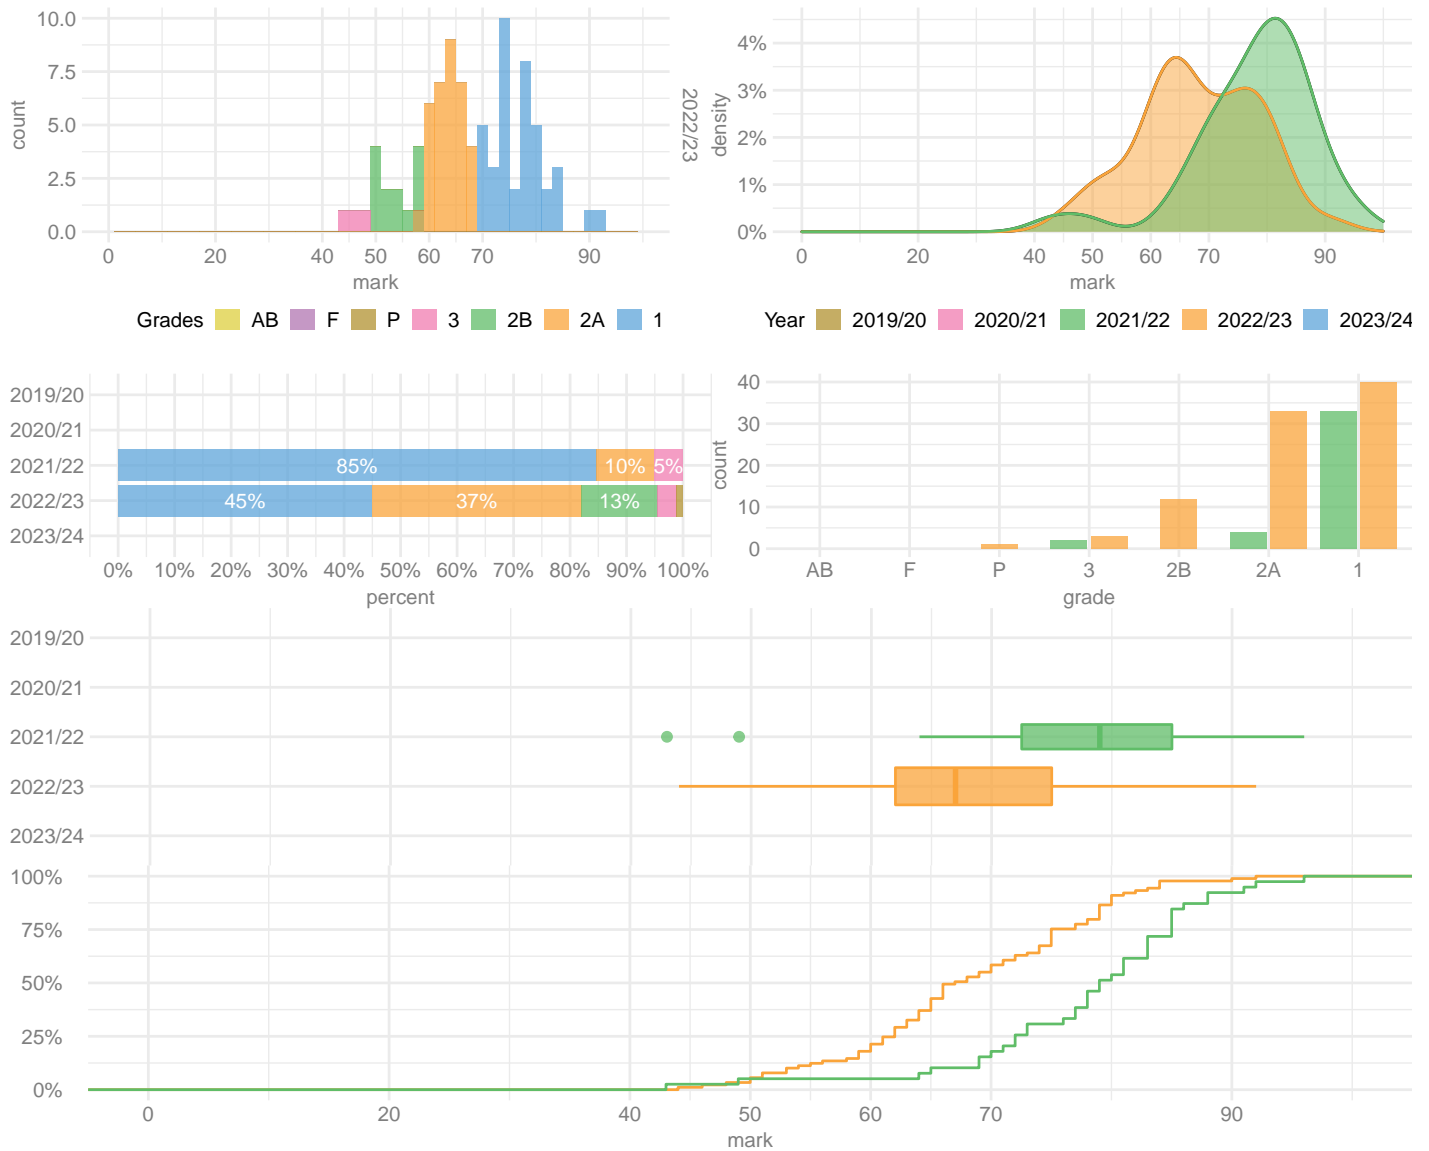 10.0
7.5
5.0
2.5
0.0
count
0 20 40 50 60 70 90
mark
2022/23
4%
3%
2%
1%
0%
density
0 20 40 50 60 70 90
mark
Grades AB F P 3 2B 2A 1
Year 2019/20 2020/21 2021/22 2022/23 2023/24
2019/20
2020/21
2021/22 85% 10% 5%
2022/23 45% 37% 13%
2023/24
0% 10% 20% 30% 40% 50% 60% 70% 80% 90% 100%
percent
40
30
20
10
0
count
AB F P 3 2B 2A 1
grade
2019/20
2020/21
2021/22
2022/23
2023/24
100%
75%
50%
25%
0%
0 20 40 50 60 70 90
mark